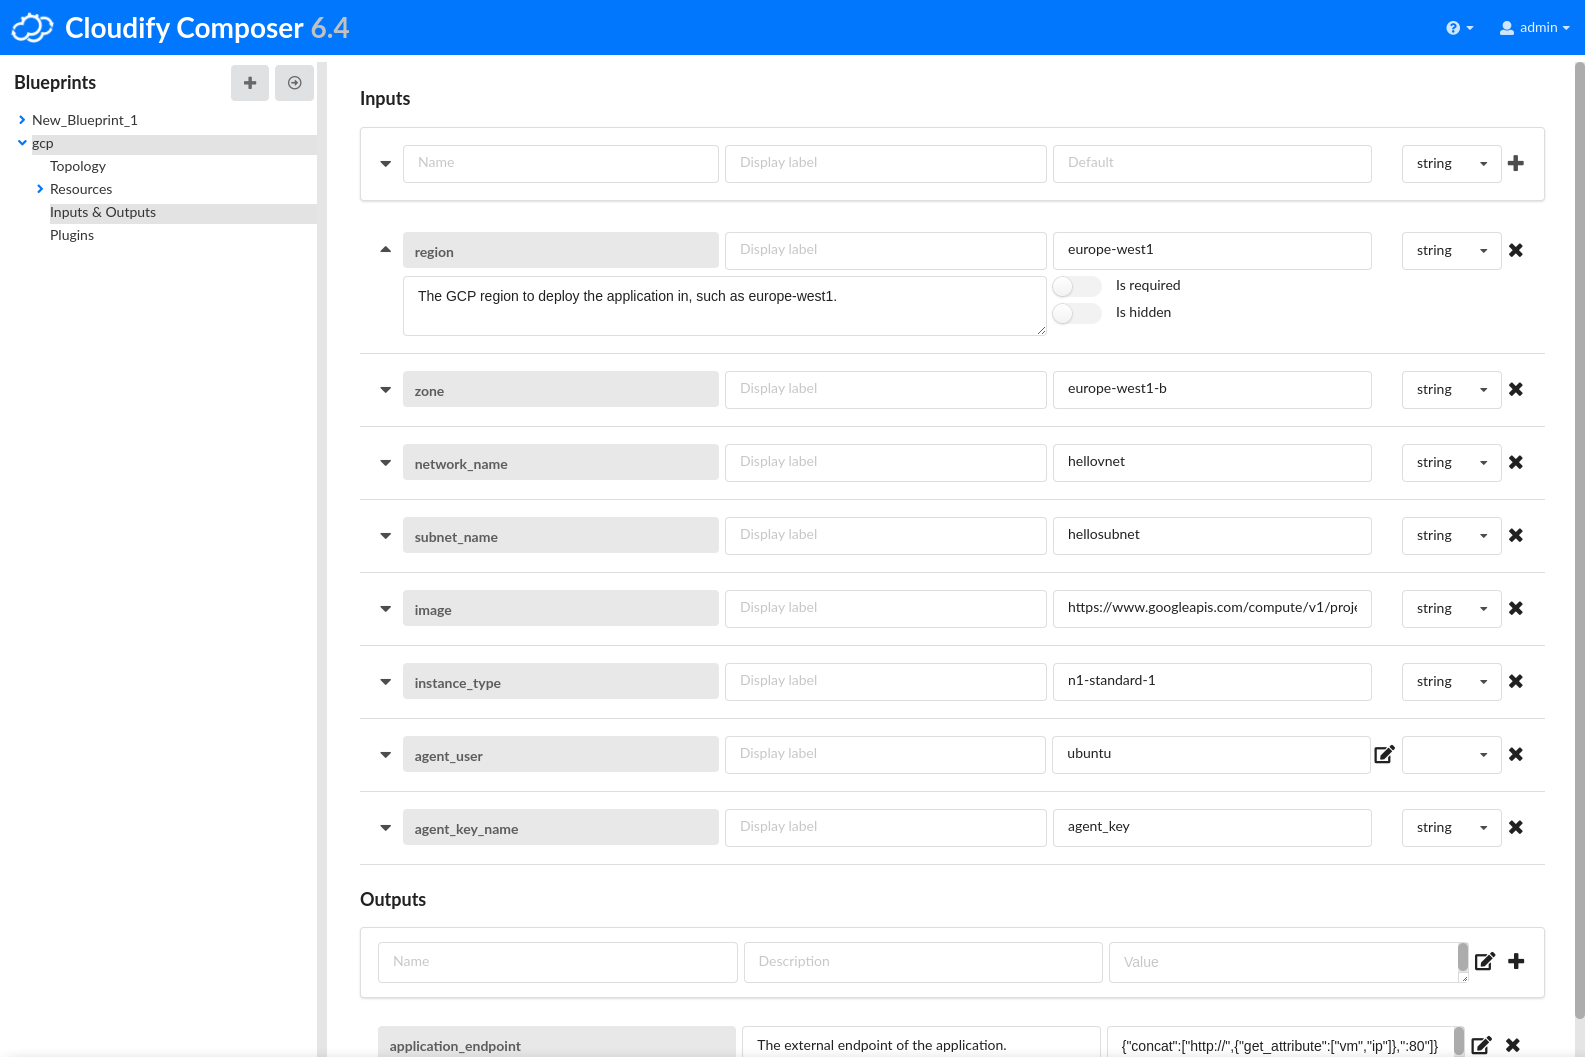 Cloudify Composer 6.4
admin
Blueprints
New_Blueprint_1
gcp
Topology
Resources
Inputs & Outputs
Plugins
Inputs
Name Display label Default string
region Display label europe-west1 string
The GCP region to deploy the application in, such as europe-west1.
Is required
Is hidden
zone Display label europe-west1-b string
network_name Display label hellovnet string
subnet_name Display label hellosubnet string
image Display label https://www.googleapis.com/compute/v1/proje string
instance_type Display label n1-standard-1 string
agent_user Display label ubuntu
agent_key_name Display label agent_key string
Outputs
Name Description Value
application_endpoint The external endpoint of the application. {"concat":["http://",{"get_attribute":["vm","ip"]},":80"]}